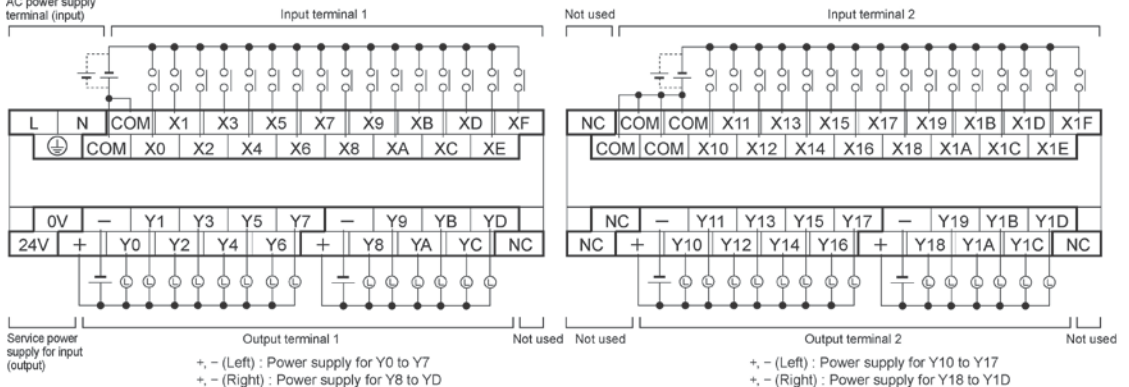 AC power supply
terminal (input)
Input terminal 1
Not used
Input terminal 2
L N COM X1 X3 X5 X7 X9 XB XD XF
COM X0 X2 X4 X6 X8 XA XC XE
NC COM COM X11 X13 X15 X17 X19 X1B X1D X1F
COM COM X10 X12 X14 X16 X18 X1A X1C X1E
0V − Y1 Y3 Y5 Y7 − Y9 YB YD
24V + Y0 Y2 Y4 Y6 + Y8 YA YC NC
L L L L L L L L L L L L L L
NC − Y11 Y13 Y15 Y17 − Y19 Y1B Y1D
NC + Y10 Y12 Y14 Y16 + Y18 Y1A Y1C NC
L L L L L L L L L L L L L L
Service power
supply for input
(output)
Output terminal 1
Not used
+, − (Left) : Power supply for Y0 to Y7
+, − (Right) : Power supply for Y8 to YD
Not used
Output terminal 2
Not used
+, − (Left) : Power supply for Y10 to Y17
+, − (Right) : Power supply for Y18 to Y1D